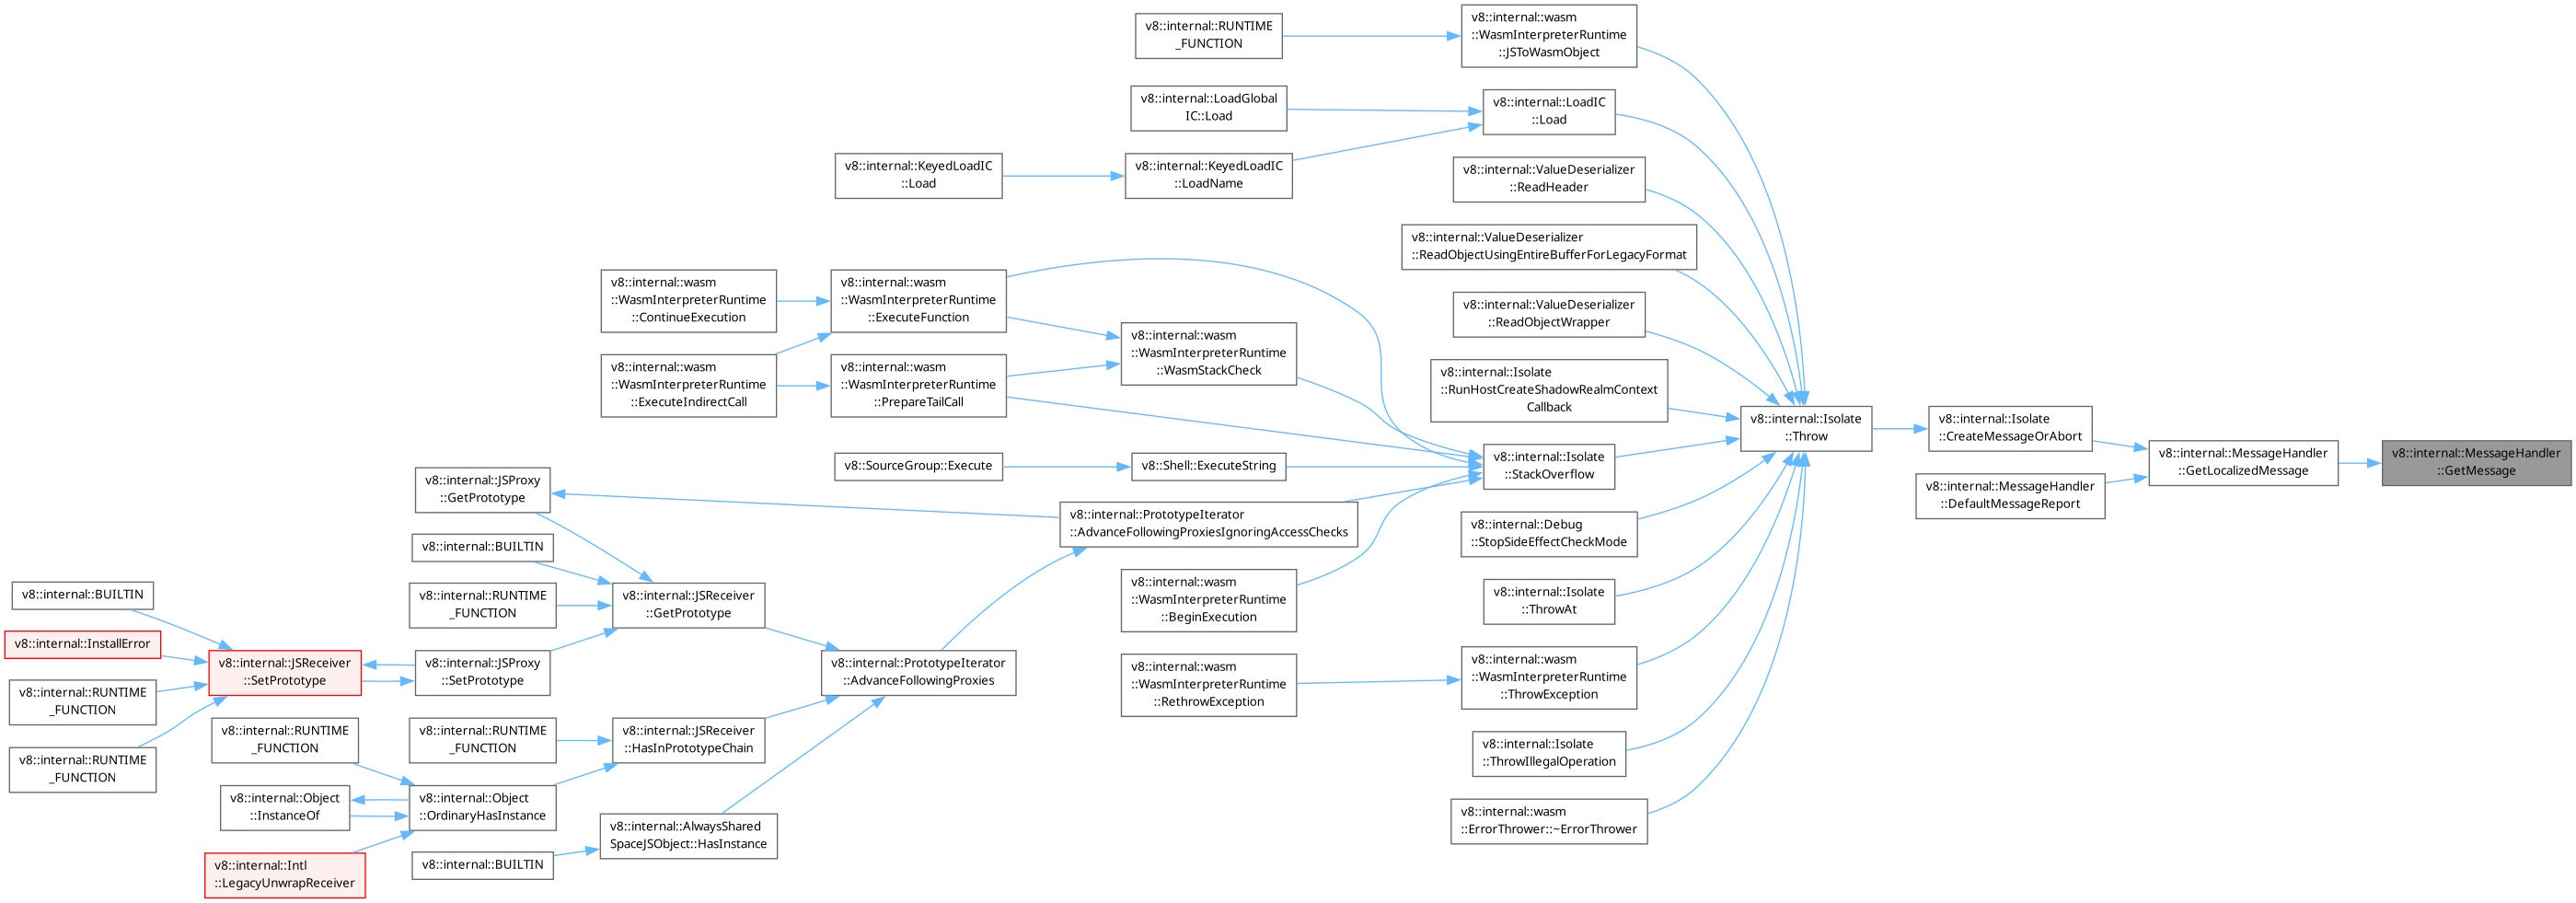 v8::internal::RUNTIME
_FUNCTION
v8::internal::wasm
::WasmInterpreterRuntime
::JSToWasmObject
v8::internal::LoadGlobal
IC::Load
v8::internal::LoadIC
::Load
v8::internal::KeyedLoadIC
::Load
v8::internal::KeyedLoadIC
::LoadName
v8::internal::ValueDeserializer
::ReadHeader
v8::internal::ValueDeserializer
::ReadObjectUsingEntireBufferForLegacyFormat
v8::internal::wasm
::WasmInterpreterRuntime
::ContinueExecution
v8::internal::wasm
::WasmInterpreterRuntime
::ExecuteFunction
v8::internal::ValueDeserializer
::ReadObjectWrapper
v8::internal::wasm
::WasmInterpreterRuntime
::WasmStackCheck
v8::internal::wasm
::WasmInterpreterRuntime
::ExecuteIndirectCall
v8::internal::wasm
::WasmInterpreterRuntime
::PrepareTailCall
v8::internal::Isolate
::RunHostCreateShadowRealmContext
Callback
v8::internal::Isolate
::Throw
v8::internal::Isolate
::CreateMessageOrAbort
v8::internal::MessageHandler
::GetLocalizedMessage
v8::internal::MessageHandler
::GetMessage
v8::internal::MessageHandler
::DefaultMessageReport
v8::SourceGroup::Execute
v8::Shell::ExecuteString
v8::internal::Isolate
::StackOverflow
v8::internal::JSProxy
::GetPrototype
v8::internal::PrototypeIterator
::AdvanceFollowingProxiesIgnoringAccessChecks
v8::internal::Debug
::StopSideEffectCheckMode
v8::internal::BUILTIN
v8::internal::BUILTIN
v8::internal::RUNTIME
_FUNCTION
v8::internal::JSReceiver
::GetPrototype
v8::internal::wasm
::WasmInterpreterRuntime
::BeginExecution
v8::internal::Isolate
::ThrowAt
v8::internal::InstallError
v8::internal::JSReceiver
::SetPrototype
v8::internal::JSProxy
::SetPrototype
v8::internal::PrototypeIterator
::AdvanceFollowingProxies
v8::internal::wasm
::WasmInterpreterRuntime
::RethrowException
v8::internal::wasm
::WasmInterpreterRuntime
::ThrowException
v8::internal::RUNTIME
_FUNCTION
v8::internal::RUNTIME
_FUNCTION
v8::internal::RUNTIME
_FUNCTION
v8::internal::JSReceiver
::HasInPrototypeChain
v8::internal::Isolate
::ThrowIllegalOperation
v8::internal::RUNTIME
_FUNCTION
v8::internal::Object
::InstanceOf
v8::internal::Object
::OrdinaryHasInstance
v8::internal::AlwaysShared
SpaceJSObject::HasInstance
v8::internal::wasm
::ErrorThrower::~ErrorThrower
v8::internal::Intl
::LegacyUnwrapReceiver
v8::internal::BUILTIN